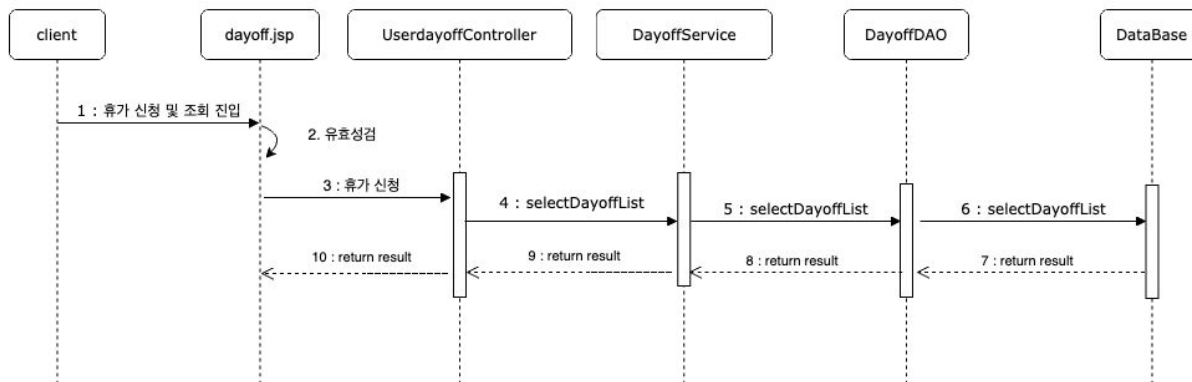 client
dayoff.jsp
UserdayoffController
DayoffService
DayoffDAO
DataBase
1 : 휴가 신청 및 조회 진입
2. 유효성검
3 : 휴가 신청
4 : selectDayoffList
5 : selectDayoffList
6 : selectDayoffList
10 : return result
9 : return result
8 : return result
7 : return result